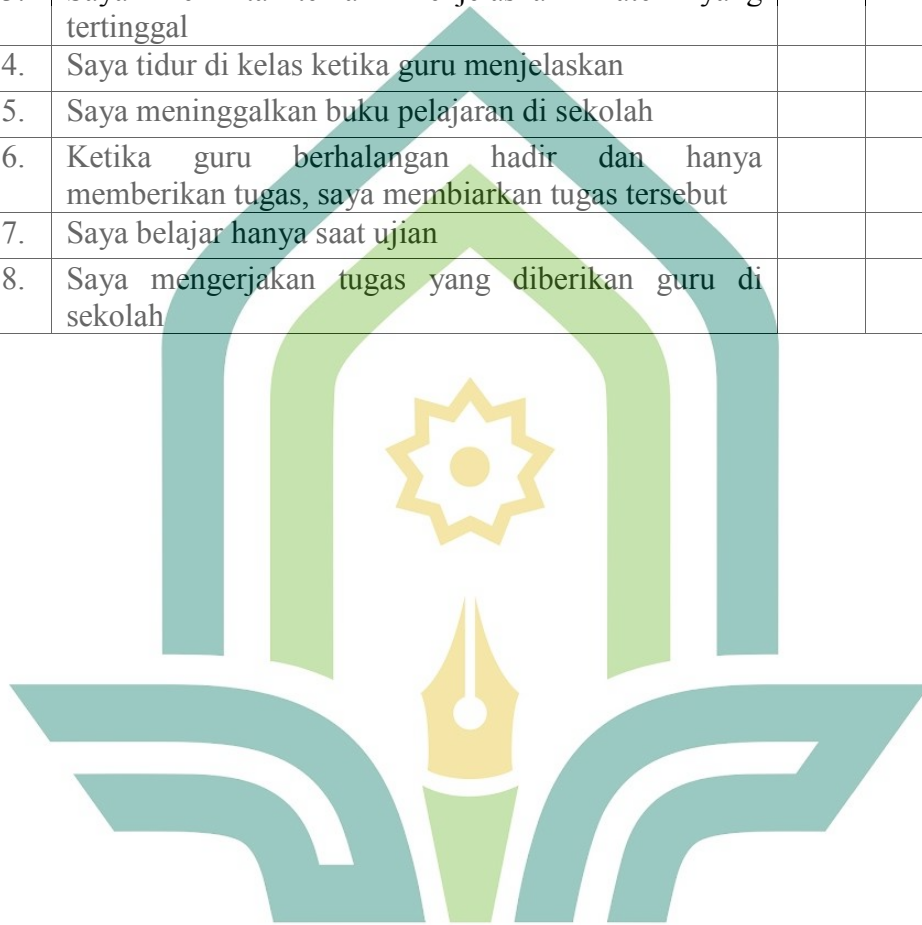 tertinggal
4. Saya tidur di kelas ketika guru menjelaskan
5. Saya meninggalkan buku pelajaran di sekolah
6. Ketika guru berhalangan hadir dan hanya
memberikan tugas, saya membiarkan tugas tersebut
7. Saya belajar hanya saat ujian
8. Saya mengerjakan tugas yang diberikan guru di
sekolah